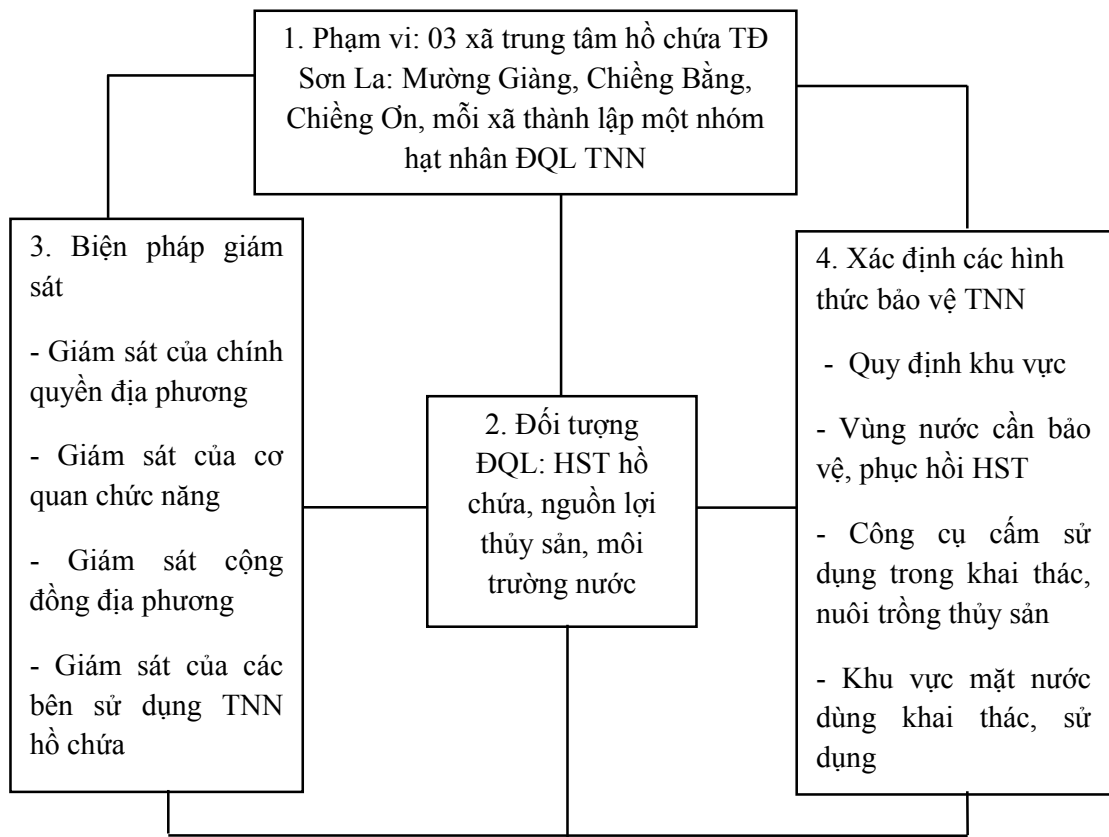 1. Phạm vi: 03 xã trung tâm hồ chứa TĐ
Sơn La: Mường Giàng, Chiềng Bằng,
Chiềng Ơn, mỗi xã thành lập một nhóm
hạt nhân ĐQL TNN
3. Biện pháp giám
sát
- Giám sát của chính
quyền địa phương
- Giám sát của cơ
quan chức năng
- Giám sát cộng
đồng địa phương
- Giám sát của các
bên sử dụng TNN
hồ chứa
2. Đối tượng
ĐQL: HST hồ
chứa, nguồn lợi
thủy sản, môi
trường nước
4. Xác định các hình
thức bảo vệ TNN
- Quy định khu vực
- Vùng nước cần bảo
vệ, phục hồi HST
- Công cụ cấm sử
dụng trong khai thác,
nuôi trồng thủy sản
- Khu vực mặt nước
dùng khai thác, sử
dụng